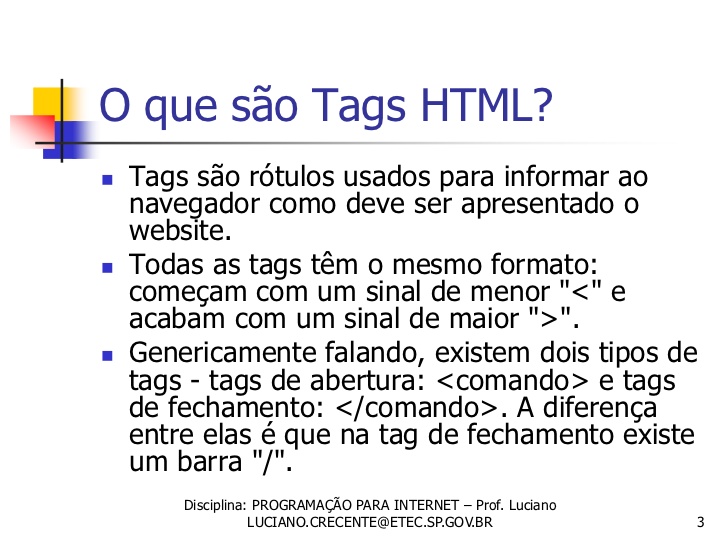 O que são Tags HTML?
Tags são rótulos usados para informar ao
navegador como deve ser apresentado o
website.
Todas as tags têm o mesmo formato:
começam com um sinal de menor "<" e
acabam com um sinal de maior ">".
Genericamente falando, existem dois tipos de
tags - tags de abertura: <comando> e tags
de fechamento: </comando>. A diferença
entre elas é que na tag de fechamento existe
um barra "/".
Disciplina: PROGRAMAÇÃO PARA INTERNET – Prof. Luciano
LUCIANO.CRECENTE@ETEC.SP.GOV.BR
3